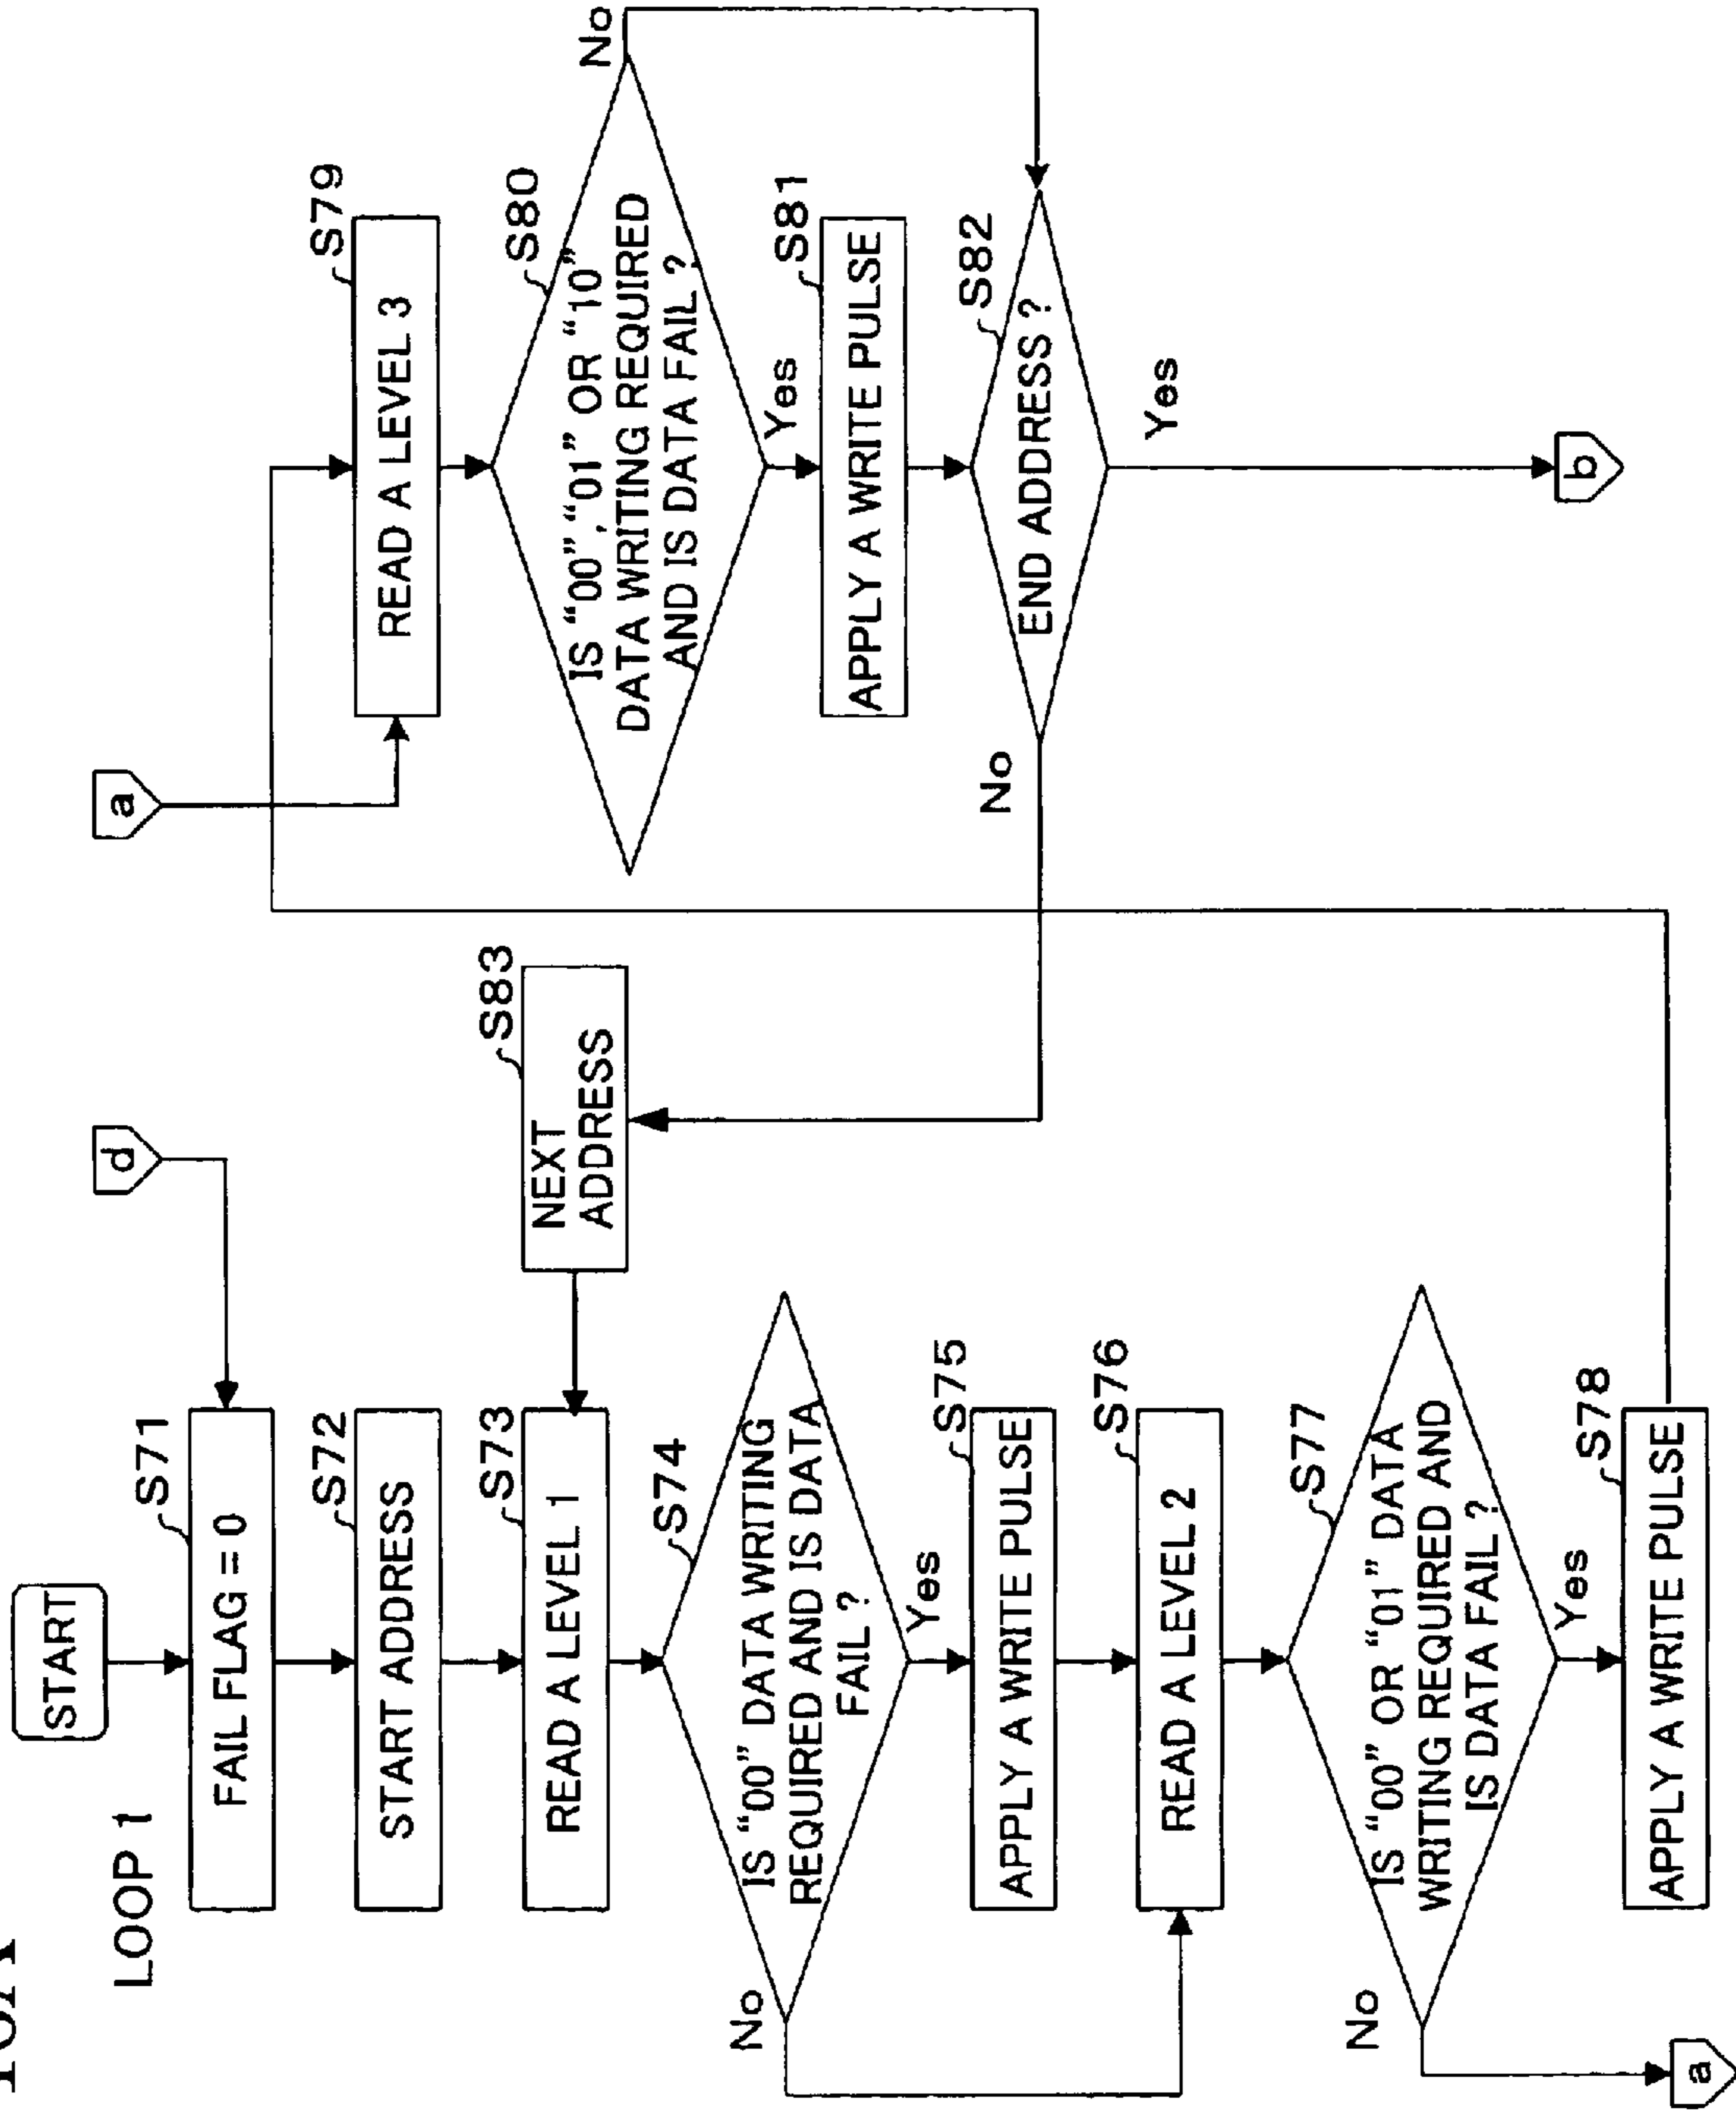 START
LOOP 1
FAIL FLAG = 0
S71
START ADDRESS
S72
READ A LEVEL 1
S73
IS “00” DATA WRITING
REQUIRED AND IS DATA
FAIL ?
S74
No
Yes
APPLY A WRITE PULSE
S75
READ A LEVEL 2
S76
IS “00” OR “01” DATA
WRITING REQUIRED AND
IS DATA FAIL ?
S77
No
Yes
a
APPLY A WRITE PULSE
S78
d
NEXT
ADDRESS
S83
a
READ A LEVEL 3
S79
IS “00”,“01” OR “10”
DATA WRITING REQUIRED
AND IS DATA FAIL ?
S80
No
Yes
APPLY A WRITE PULSE
S81
END ADDRESS ?
S82
No
Yes
b